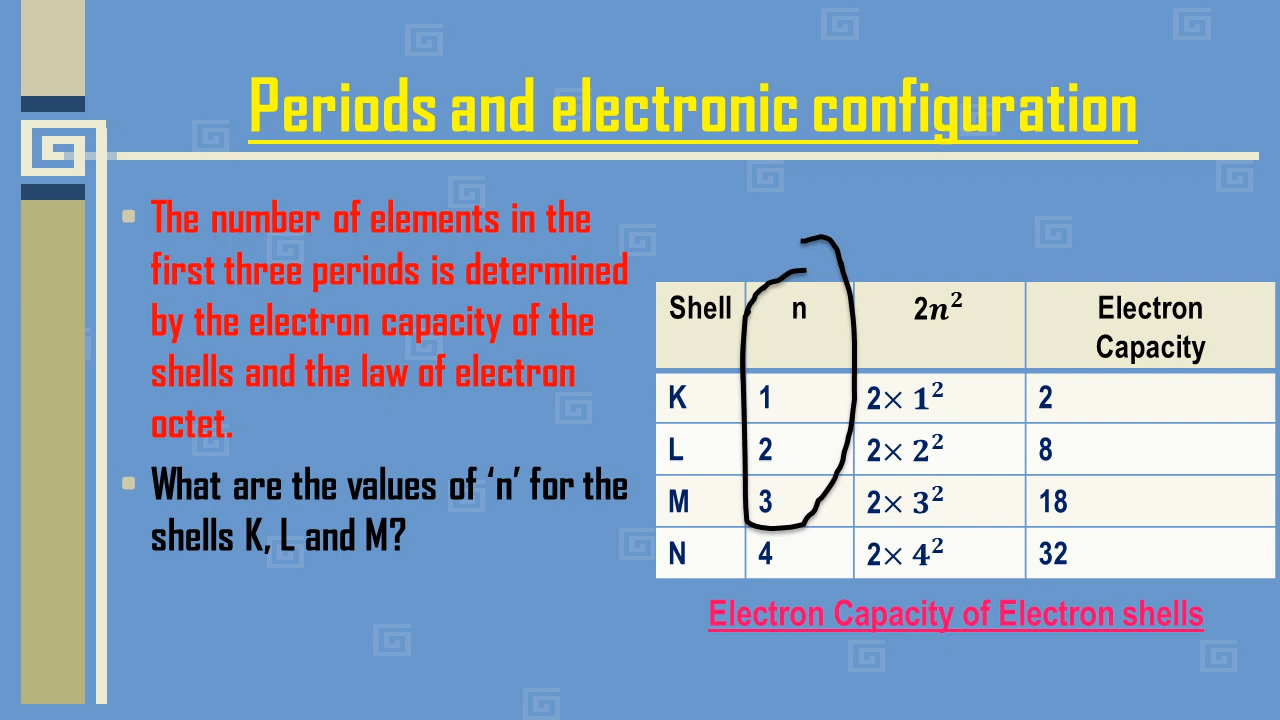 Periods and electronic configuration
The number of elements in the
first three periods is determined
by the electron capacity of the
shells and the law of electron
octet.
What are the values of ‘n’ for the
shells K, L and M?
Shell n 2𝒏² Electron Capacity
K 1 2× 1² 2
L 2 2× 2² 8
M 3 2× 3² 18
N 4 2× 4² 32
Electron Capacity of Electron shells